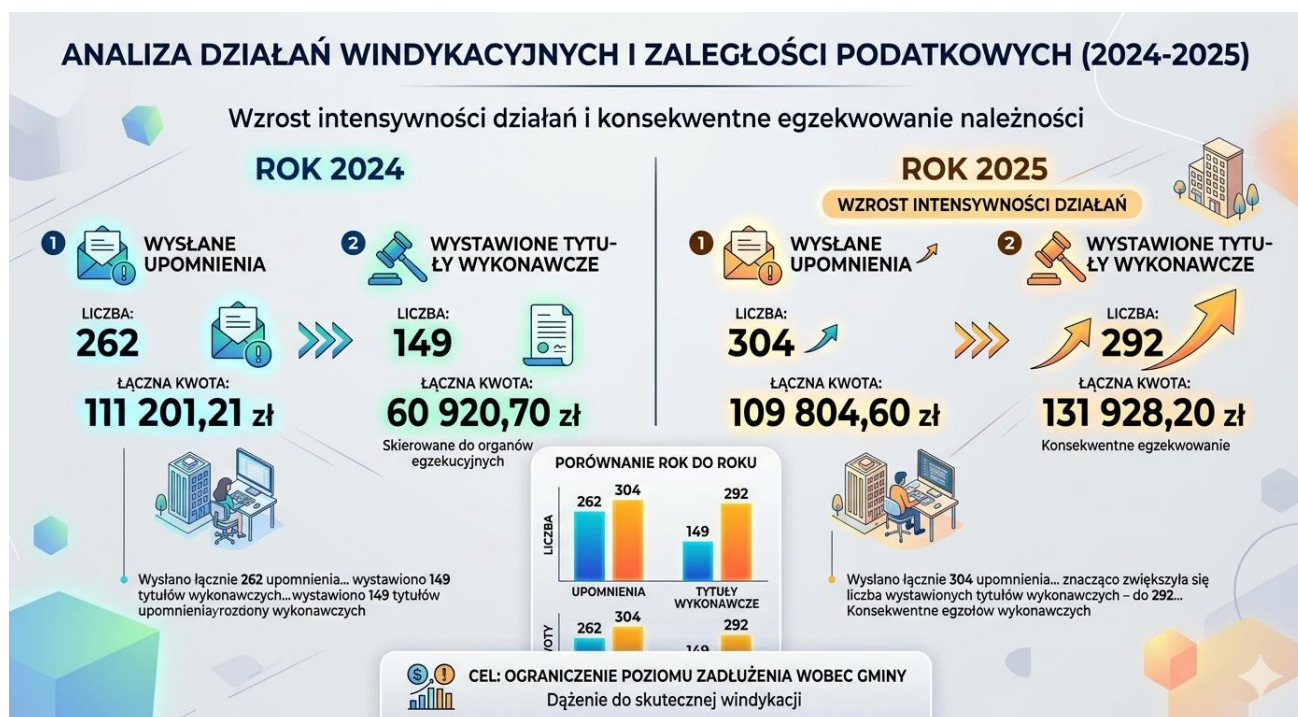 ANALIZA DZIAŁAŃ WINDYKACYJNYCH I ZALEGŁOŚCI PODATKOWYCH (2024-2025)
Wzrost intensywności działań i konsekwentne egzekwowanie należności
ROK 2024
1
WYSŁANE
UPOMNIENIA
LICZBA:
262
ŁĄCZNA KWOTA:
111 201,21 zł
2
WYSTAWIONE TYTU-
ŁY WYKONAWCZE
LICZBA:
149
ŁĄCZNA KWOTA:
60 920,70 zł
Skierowane do organów
egzekucyjnych
Wysłano łącznie 262 upomnienia... wystawiono 149
tytułów wykonawczych...wystawiono 149 tytułów
wykonawczych
ROK 2025
WZROST INTENSYWNOŚCI DZIAŁAŃ
1
WYSŁANE
UPOMNIENIA
LICZBA:
304
ŁĄCZNA KWOTA:
109 804,60 zł
2
WYSTAWIONE TYTU-
ŁY WYKONAWCZE
LICZBA:
292
ŁĄCZNA KWOTA:
131 928,20 zł
Konsekwentne egzekwowanie
Wysłano łącznie 304 upomnienia... znacząco zwiększyła się
liczba wystawionych tytułów wykonawczych – do 292...
Konsekwentne egzołów wykonawczych
PORÓWNANIE ROK DO ROKU
LICZBA
262
304
149
292
UPOMNIENIA
TYTUŁY
WYKONAWCZE
262
304
149
292
CEL: OGRANICZENIE POZIOMU ZADŁUŻENIA WOBEC GMINY
Dążenie do skutecznej windykacji